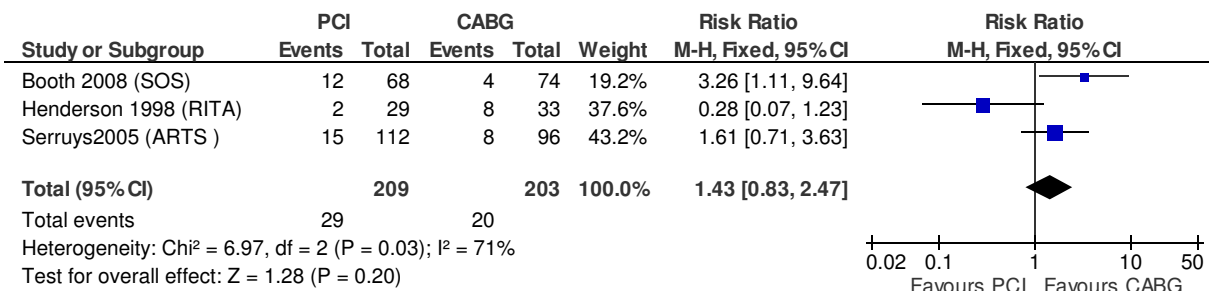 PCI CABG Risk Ratio Risk Ratio
Study or Subgroup Events Total Events Total Weight M-H, Fixed, 95% CI M-H, Fixed, 95% CI
Booth 2008 (SOS) 12 68 4 74 19.2% 3.26 [1.11, 9.64]
Henderson 1998 (RITA) 2 29 8 33 37.6% 0.28 [0.07, 1.23]
Serruys2005 (ARTS ) 15 112 8 96 43.2% 1.61 [0.71, 3.63]
Total (95% CI) 209 203 100.0% 1.43 [0.83, 2.47]
Total events 29 20
Heterogeneity: Chi² = 6.97, df = 2 (P = 0.03); I² = 71%
Test for overall effect: Z = 1.28 (P = 0.20)
0.02 0.1 1 10 50
Favours PCI Favours CABG